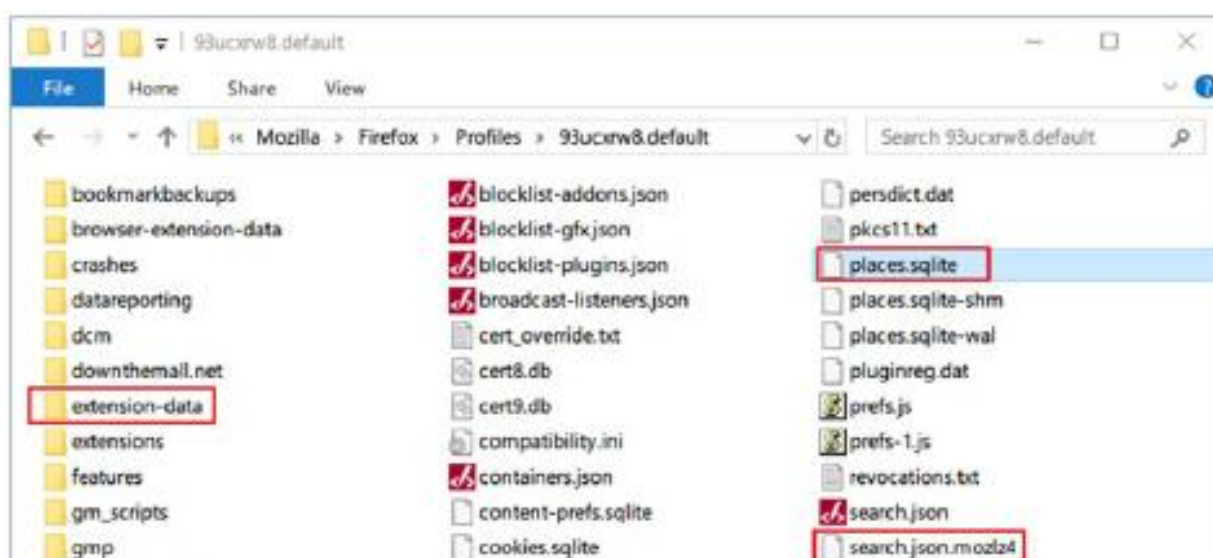 93ucxrw8.default
File Home Share View
« Mozilla > Firefox > Profiles > 93ucxrw8.default Search 93ucxrw8.default
bookmarkbackups
browser-extension-data
crashes
datareporting
dcm
downthemall.net
extension-data
extensions
features
gm_scripts
gmp
blocklist-addons.json
blocklist-gfx.json
blocklist-plugins.json
broadcast-listeners.json
cert_override.txt
cert8.db
cert9.db
compatibility.ini
containers.json
content-prefs.sqlite
cookies.sqlite
persdict.dat
pkcs11.txt
places.sqlite
places.sqlite-shm
places.sqlite-wal
pluginreg.dat
prefs.js
prefs-1.js
revocations.txt
search.json
search.json.mozlz4